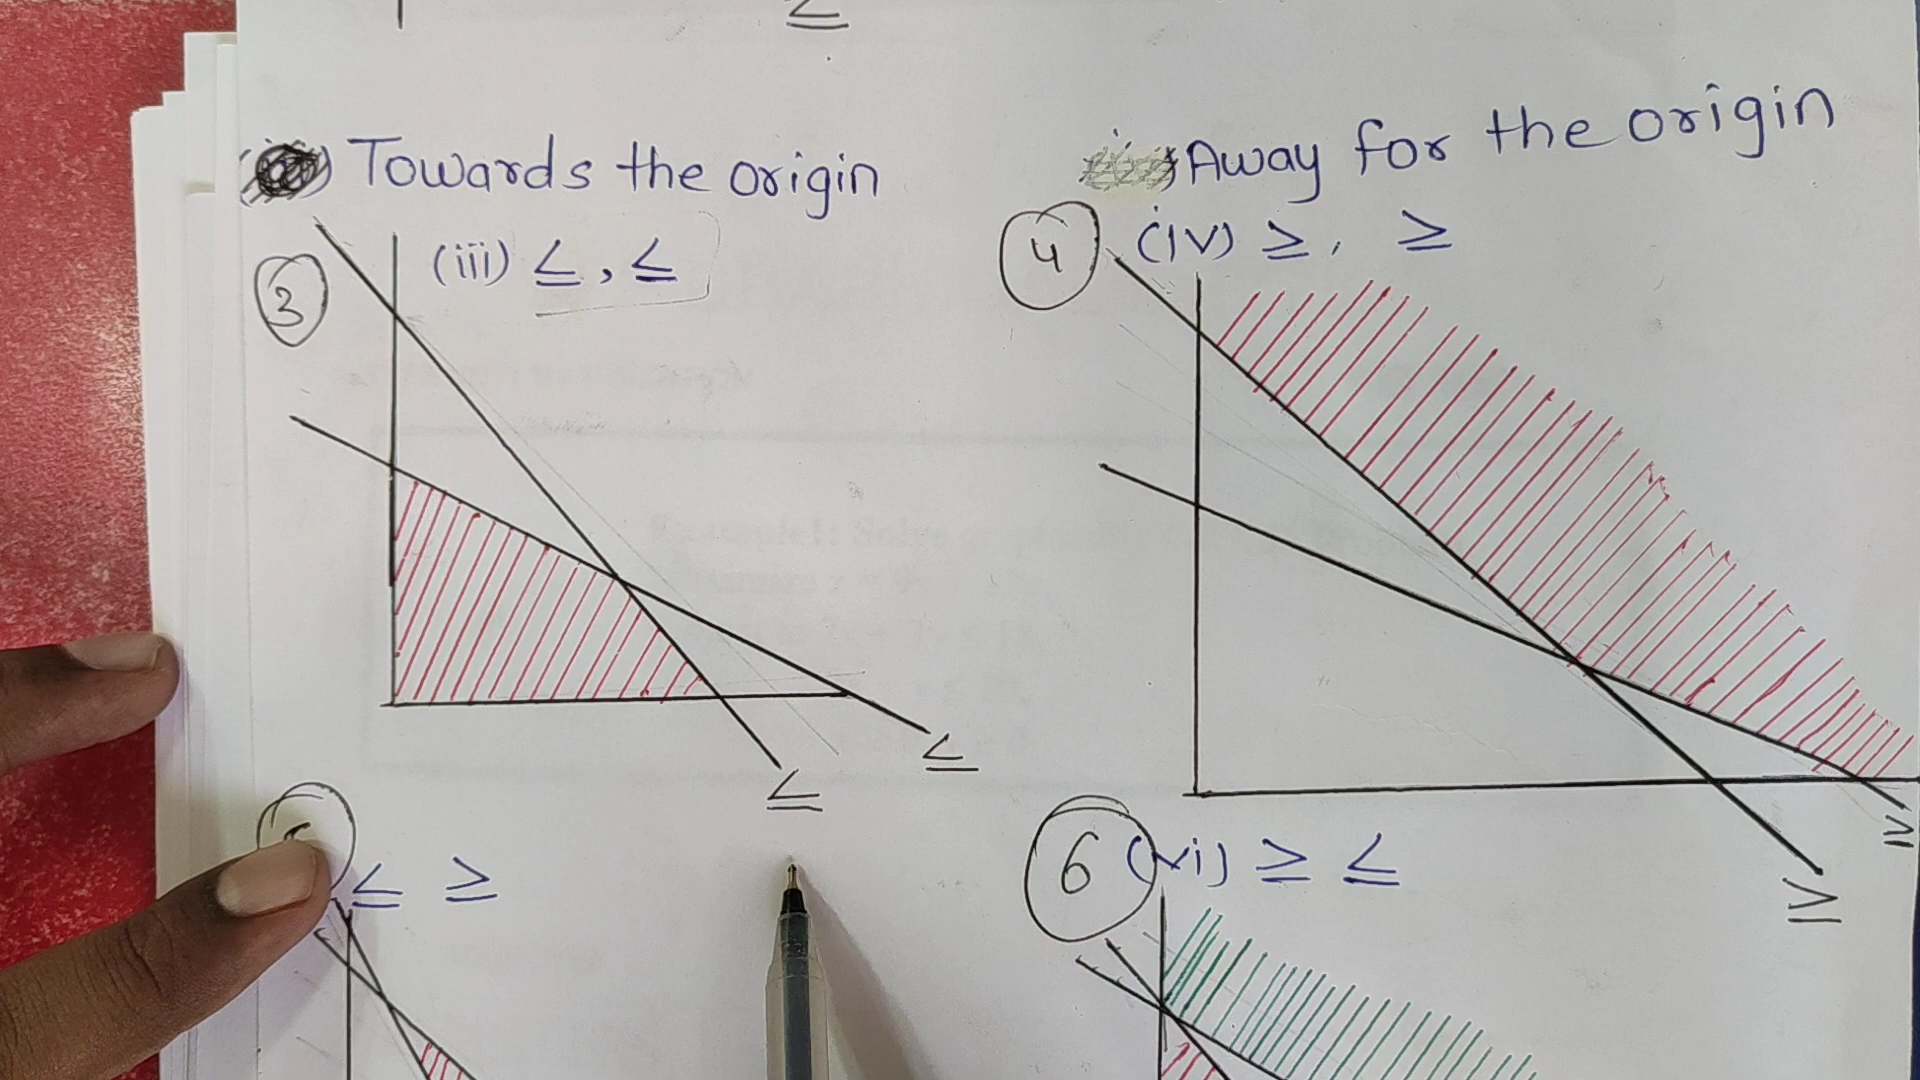 ≤
Towards the origin
Away for the origin
3
(iii) ≤ , ≤
4
(iv) ≥ , ≥
≤
≤
≥
≥
≤ ≥
6
(vi) ≥ ≤